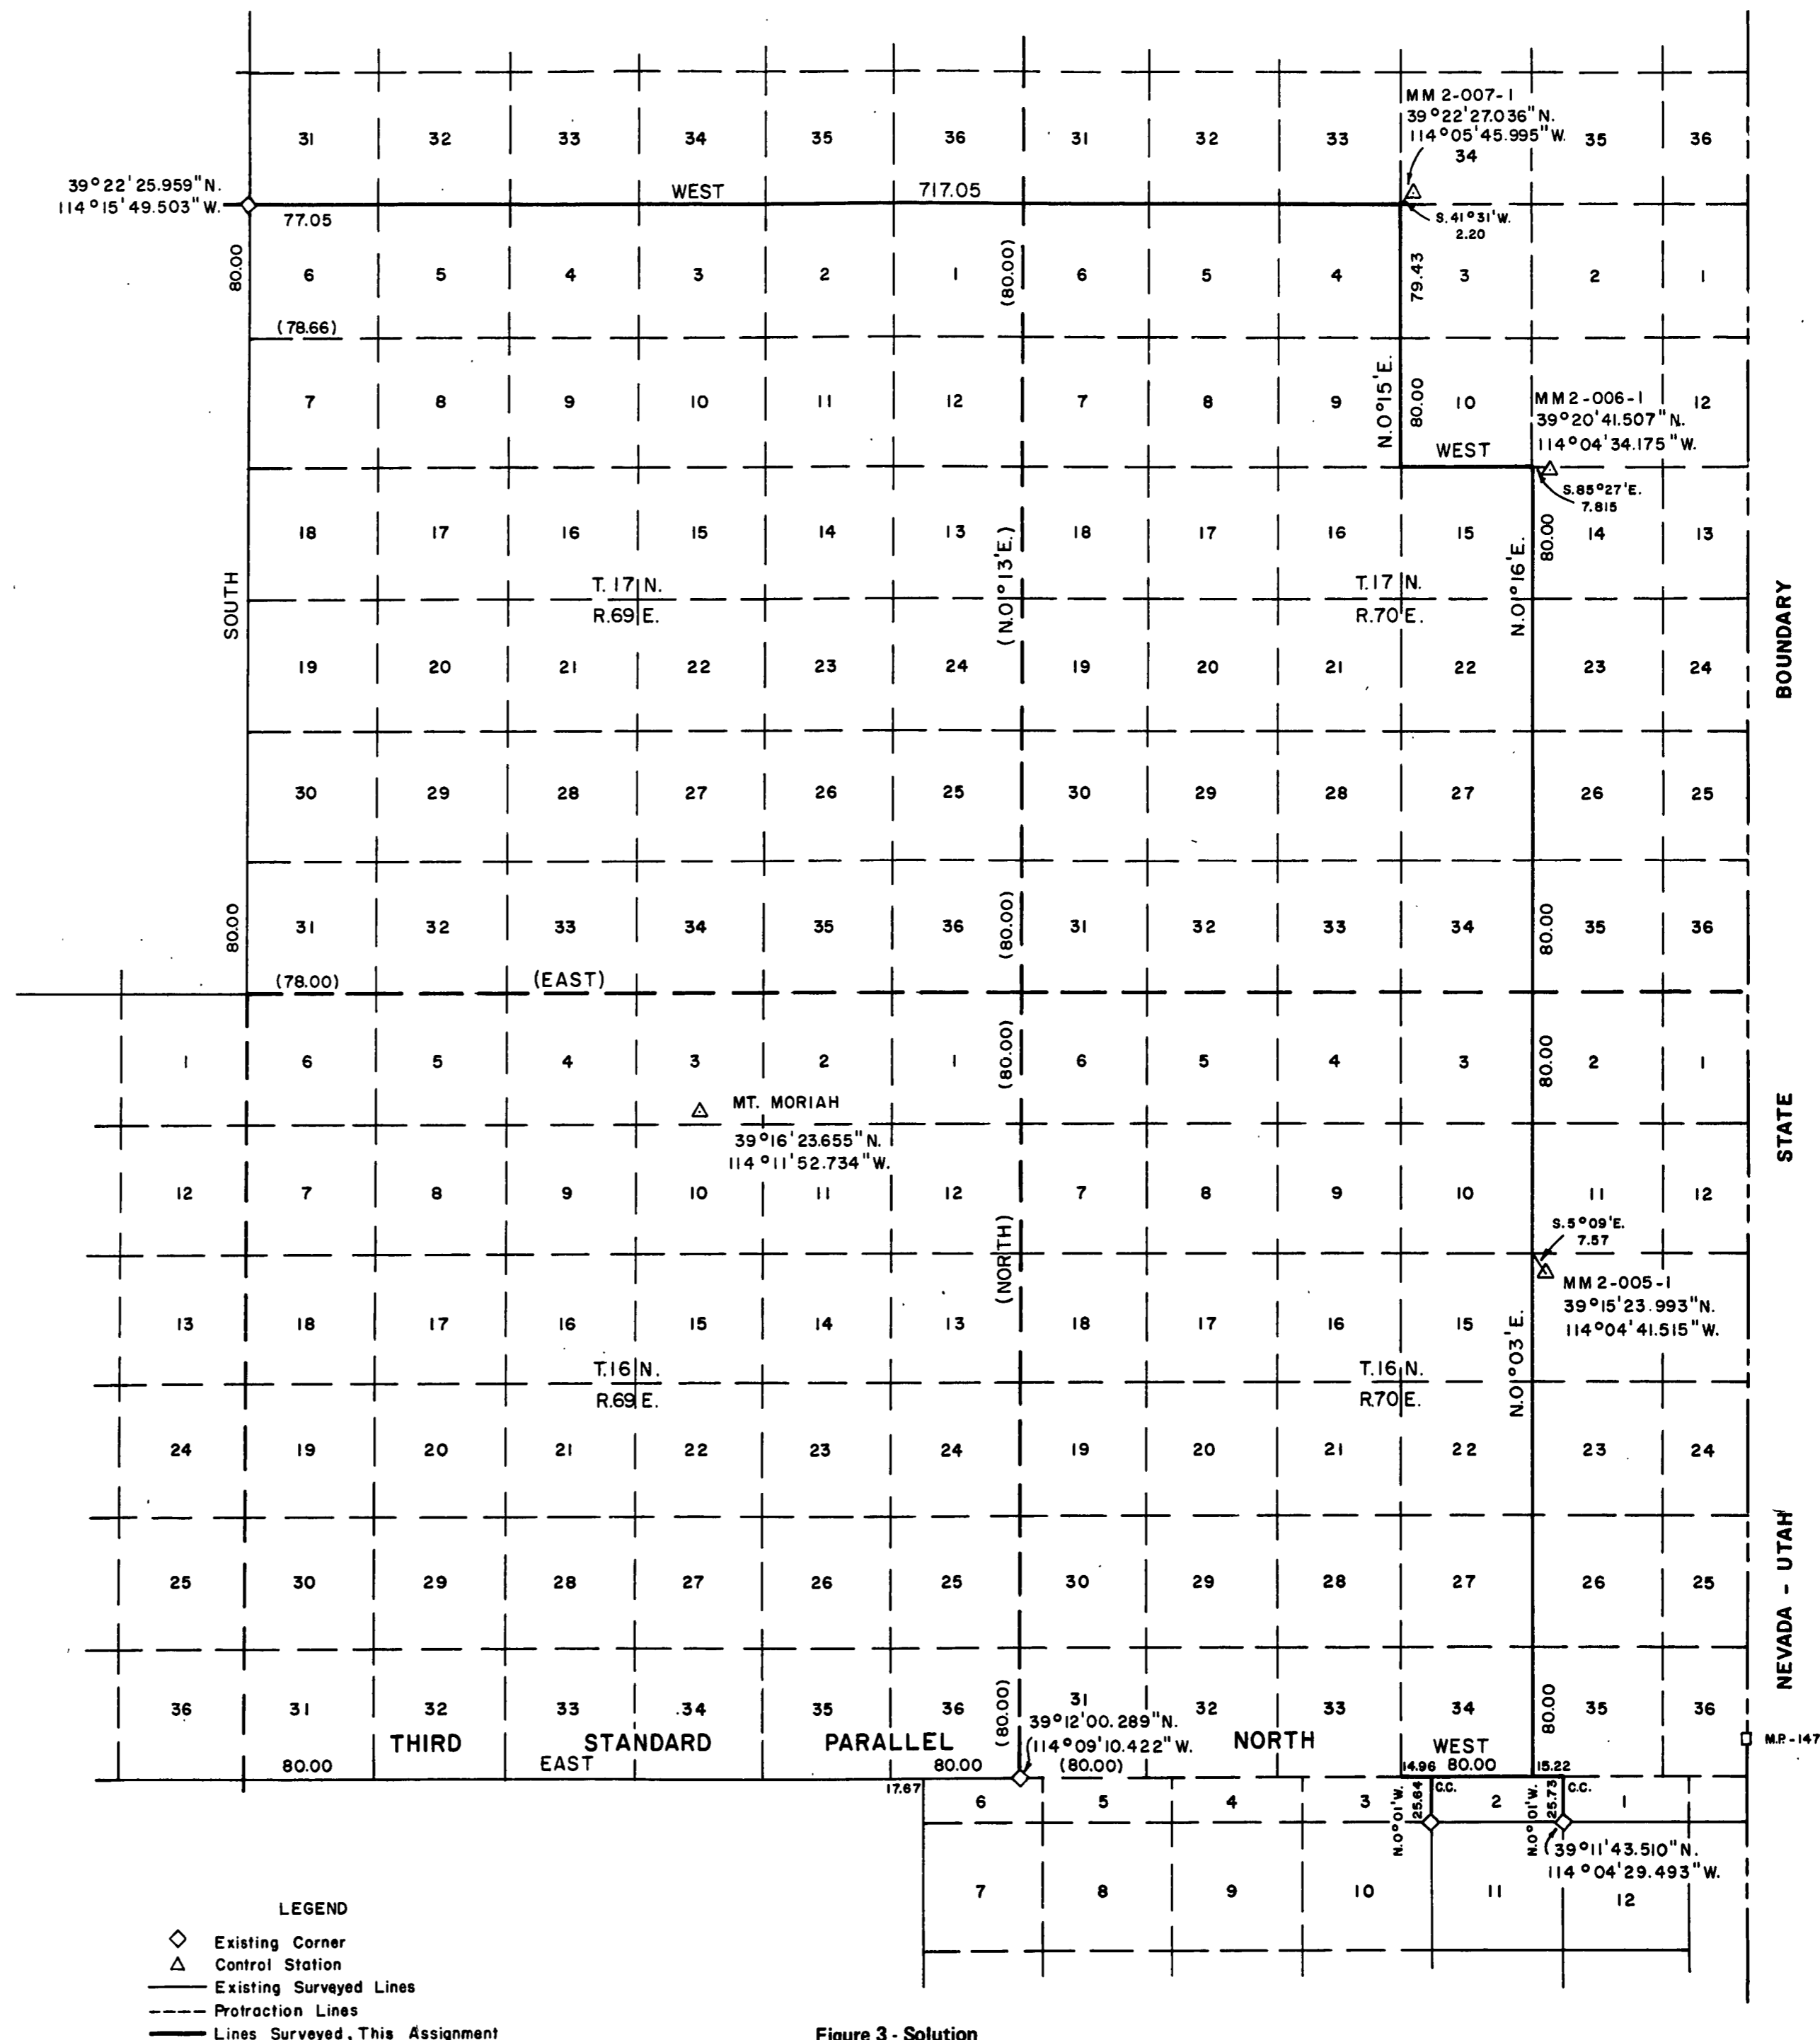 MM 2-007-1
39°22'27.036"N.
114°05'45.995"W.
31 32 33 34 35 36 31 32 33 34 35 36
39°22'25.959"N.
114°15'49.503"W.
WEST 717.05
77.05
S.41°31'W.
2.20
80.00
(80.00)
79.43
6 5 4 3 2 1 6 5 4 3 2 1
(78.66)
N.0°15'E.
80.00
7 8 9 10 11 12 7 8 9 10 12
MM2-006-1
39°20'41.507"N.
114°04'34.175"W.
WEST
S.85°27'E.
7.815
80.00
18 17 16 15 14 13 18 17 16 15 14 13
SOUTH
(N.0°13'E.)
N.0°16'E.
T.17 N.
R.69 E.
T.17 N.
R.70 E.
BOUNDARY
19 20 21 22 23 24 19 20 21 22 23 24
30 29 28 27 26 25 30 29 28 27 26 25
80.00
(80.00)
80.00
31 32 33 34 35 36 31 32 33 34 35 36
(78.00) (EAST)
(80.00)
80.00
1 6 5 4 3 2 1 6 5 4 3 2 1
MT. MORIAH
39°16'23.655"N.
114°11'52.734"W.
STATE
12 7 8 9 10 11 12 7 8 9 10 11 12
(NORTH)
S.5°09'E.
7.57
MM2-005-1
39°15'23.993"N.
114°04'41.515"W.
13 18 17 16 15 14 13 18 17 16 15
N.0°03'E.
T.16 N.
R.69 E.
T.16 N.
R.70 E.
24 19 20 21 22 23 24 19 20 21 22 23 24
25 30 29 28 27 26 25 30 29 28 27 26 25
NEVADA - UTAH
(80.00)
80.00
36 31 32 33 34 35 36 31 32 33 34 35 36
39°12'00.289"N.
114°09'10.422"W.
M.P.-147
THIRD STANDARD PARALLEL NORTH
80.00 EAST 80.00 (80.00)
WEST
14.96 80.00 15.22
17.67
N.0°01'W.
25.64
C.C.
N.0°01'W.
25.73
C.C.
6 5 4 3 2 1
39°11'43.510"N.
114°04'29.493"W.
7 8 9 10 11 12
LEGEND
Existing Corner
Control Station
Existing Surveyed Lines
Protraction Lines
Lines Surveyed, This Assignment
Figure 3 - Solution